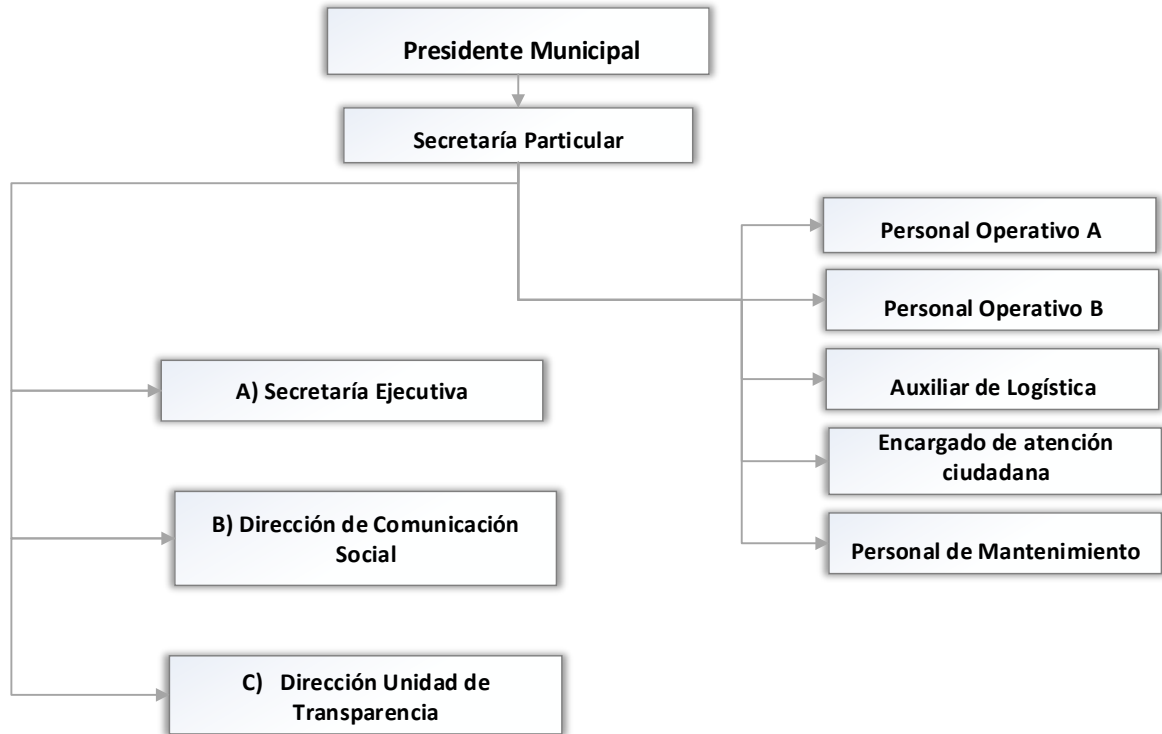 Presidente Municipal
Secretaría Particular
Personal Operativo A
Personal Operativo B
A) Secretaría Ejecutiva
Auxiliar de Logística
Encargado de atención
ciudadana
B) Dirección de Comunicación
Social
Personal de Mantenimiento
C) Dirección Unidad de
Transparencia